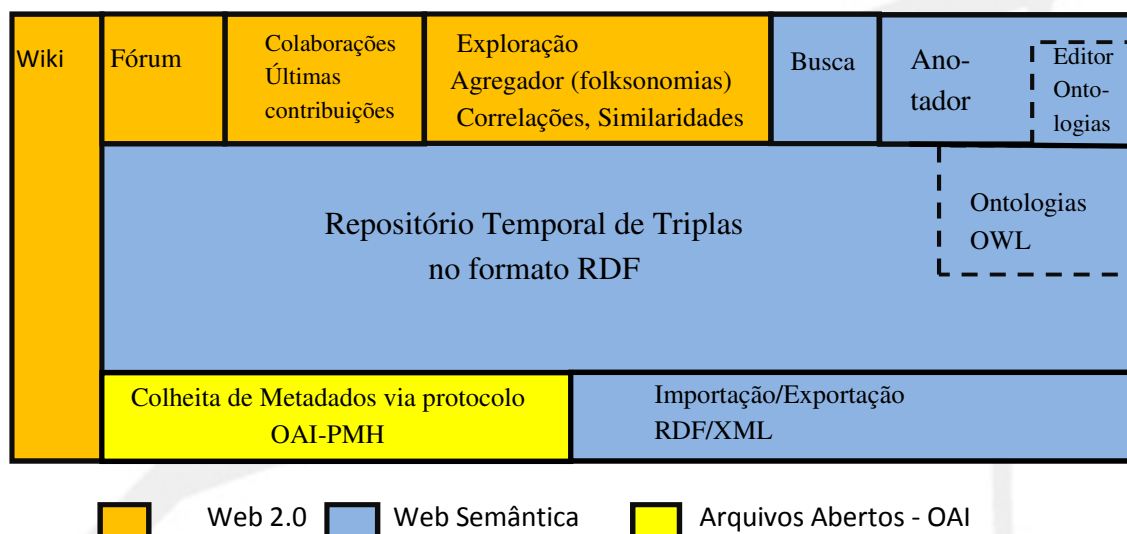 Wiki
Fórum
Colaborações
Últimas
contribuições
Exploração
Agregador (folksonomias)
Correlações, Similaridades
Busca
Ano-
tador
Editor
Onto-
logias
Repositório Temporal de Triplas
no formato RDF
Ontologias
OWL
Colheita de Metadados via protocolo
OAI-PMH
Importação/Exportação
RDF/XML
Web 2.0 Web Semântica Arquivos Abertos - OAI